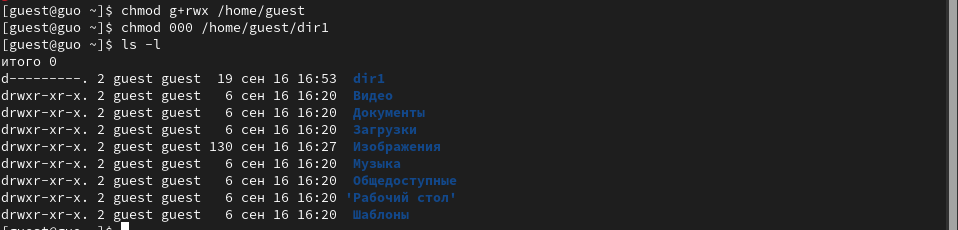 [guest@guo ~]$ chmod g+rwx /home/guest
[guest@guo ~]$ chmod 000 /home/guest/dir1
[guest@guo ~]$ ls -l
итого 0
d---------. 2 guest guest  19 сен 16 16:53  dir1
drwxr-xr-x. 2 guest guest   6 сен 16 16:20  Видео
drwxr-xr-x. 2 guest guest   6 сен 16 16:20  Документы
drwxr-xr-x. 2 guest guest   6 сен 16 16:20  Загрузки
drwxr-xr-x. 2 guest guest 130 сен 16 16:27  Изображения
drwxr-xr-x. 2 guest guest   6 сен 16 16:20  Музыка
drwxr-xr-x. 2 guest guest   6 сен 16 16:20  Общедоступные
drwxr-xr-x. 2 guest guest   6 сен 16 16:20 'Рабочий стол'
drwxr-xr-x. 2 guest guest   6 сен 16 16:20  Шаблоны
[guest@guo ~]$